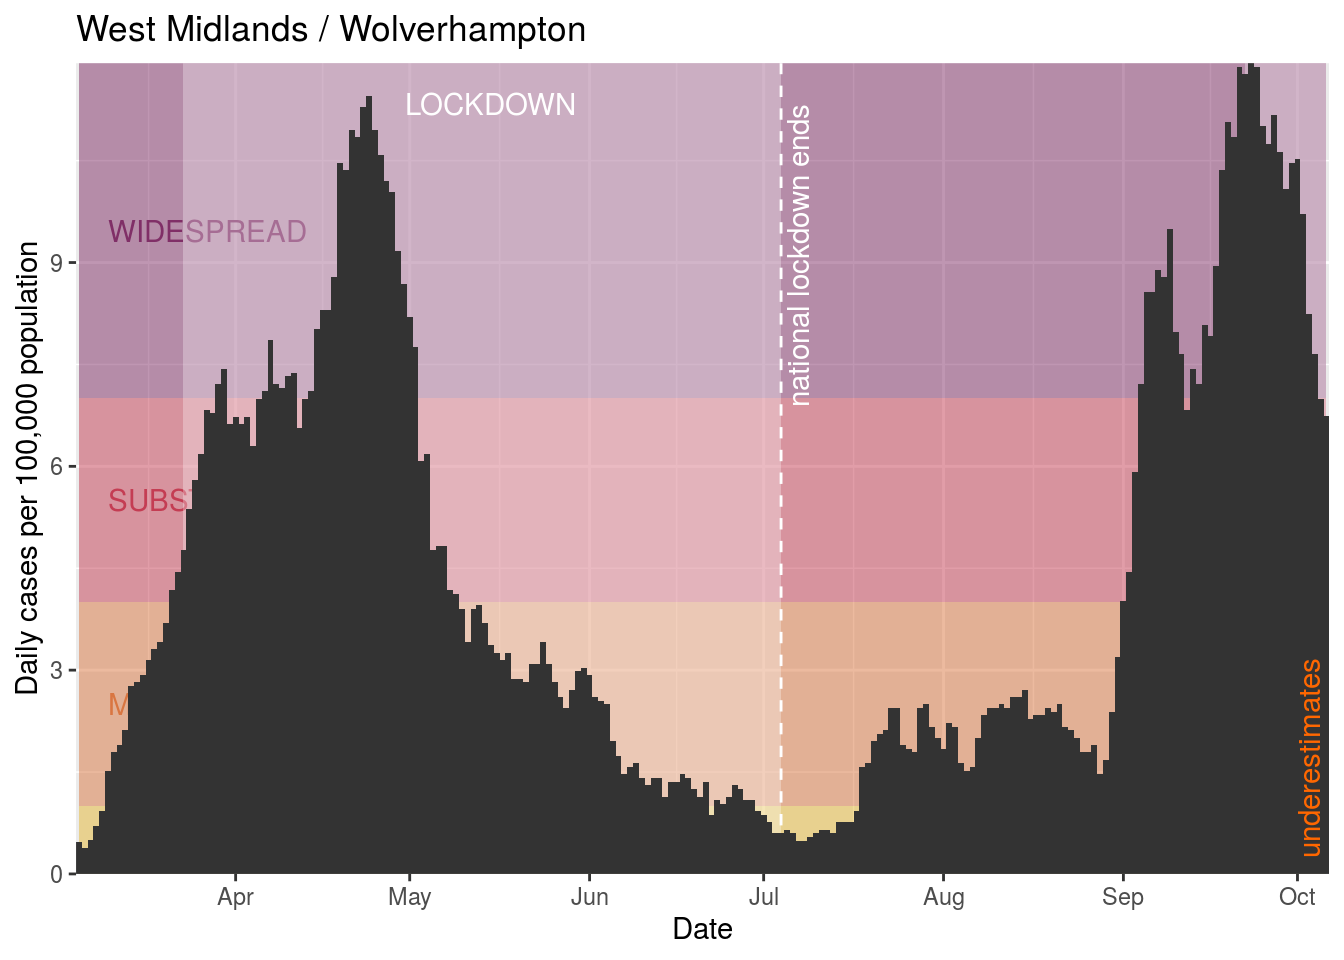 West Midlands / Wolverhampton
LOCKDOWN
WIDESPREAD
SUBS
M
national lockdown ends
underestimates
Daily cases per 100,000 population
9
6
3
0
Apr May Jun Jul Aug Sep Oct
Date